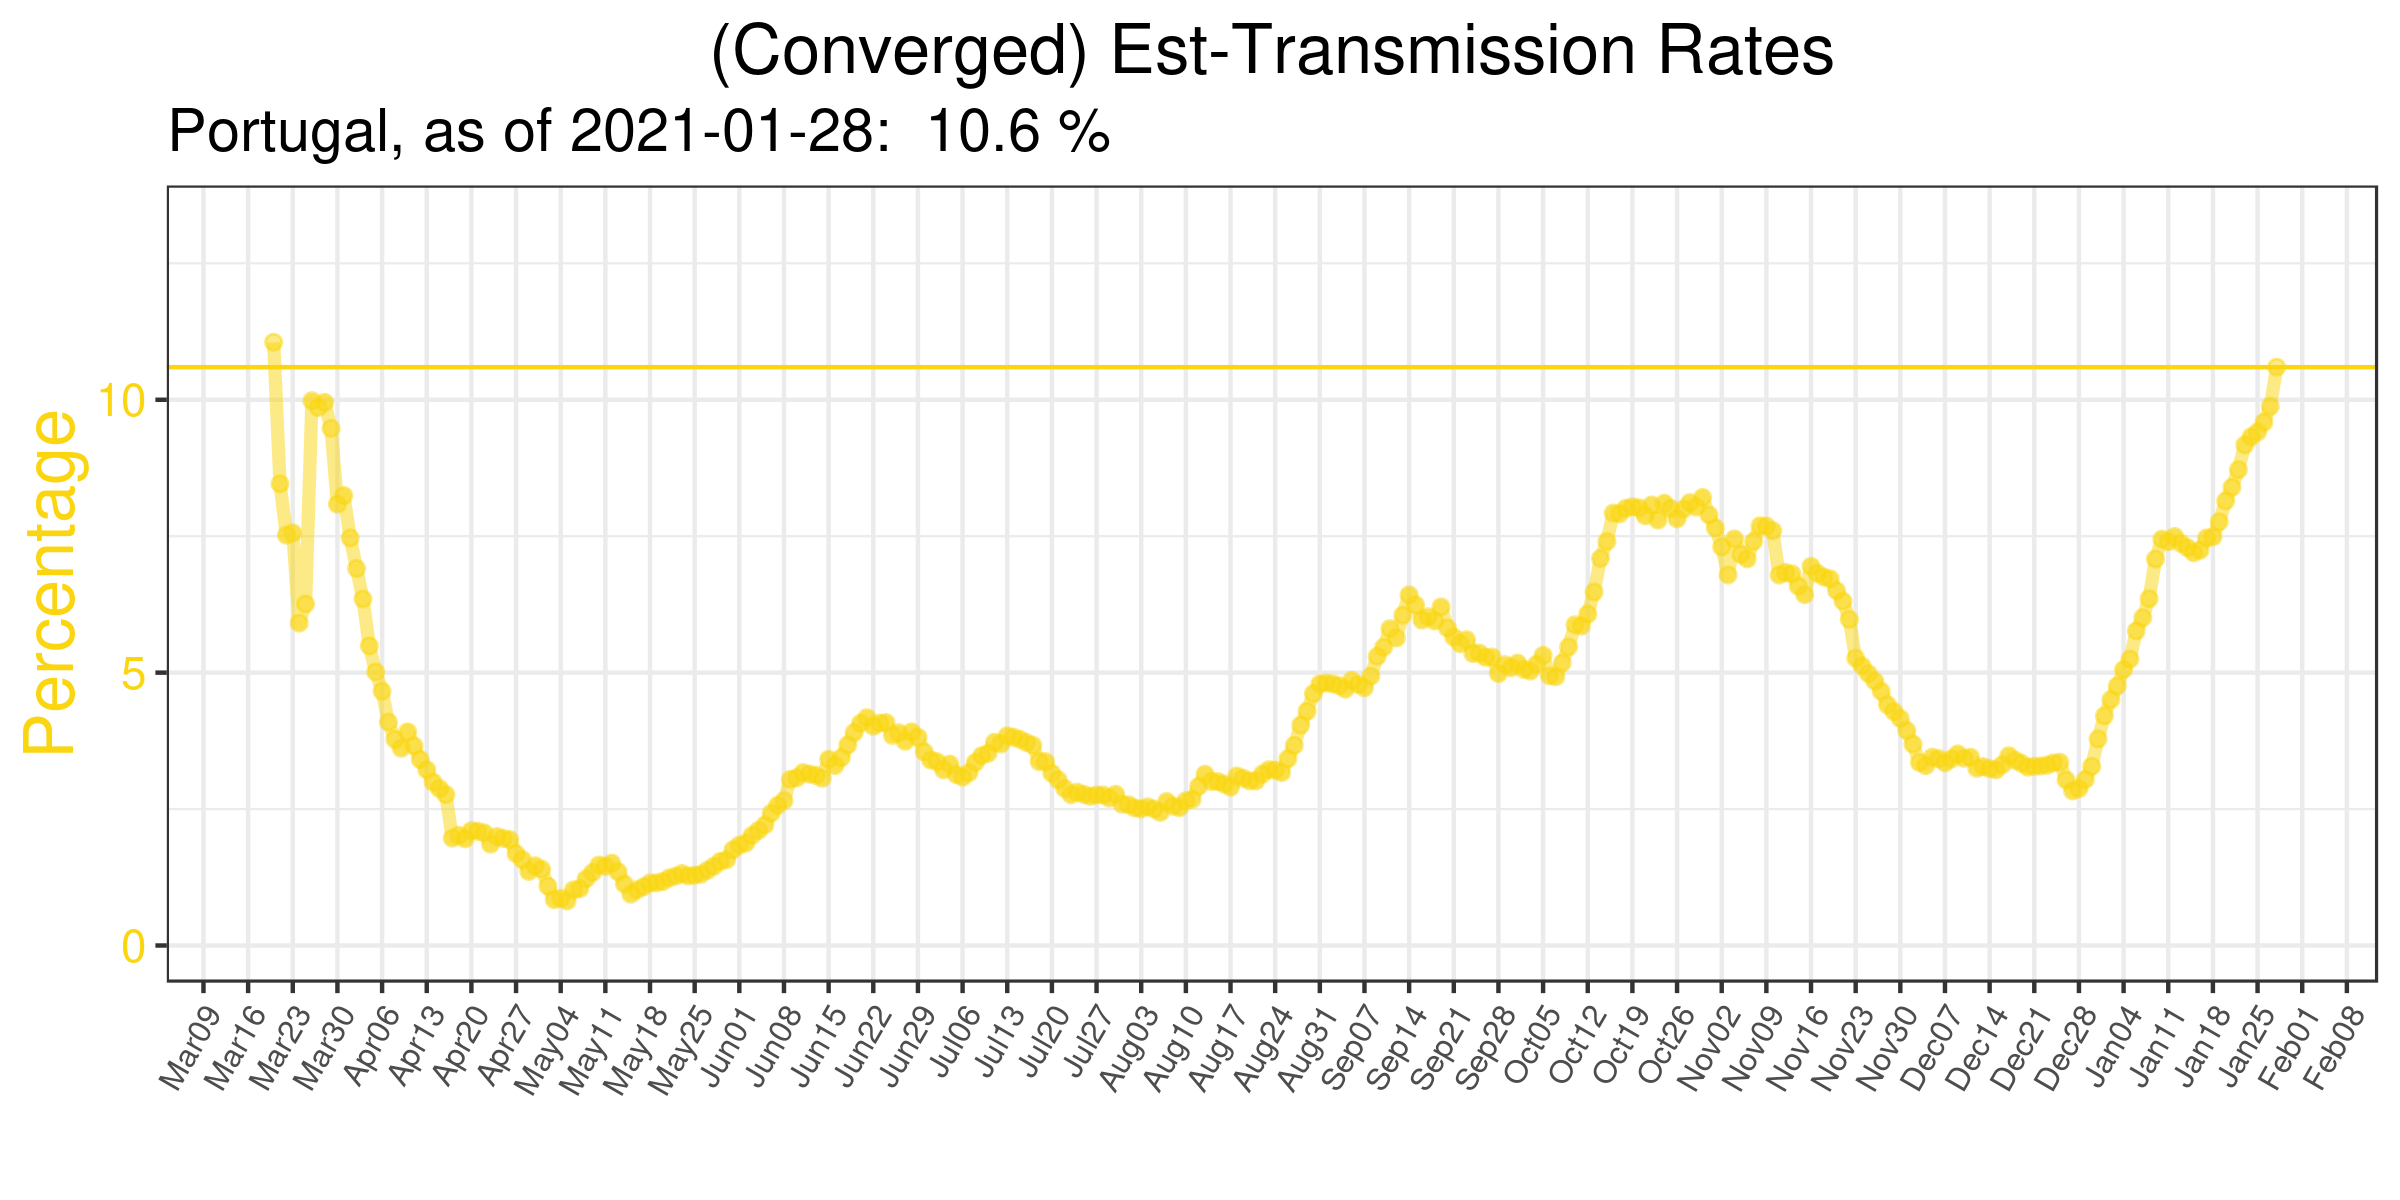 (Converged) Est-Transmission Rates
Portugal, as of 2021-01-28:  10.6 %
Percentage
10
5
0
Mar09
Mar16
Mar23
Mar30
Apr06
Apr13
Apr20
Apr27
May04
May11
May18
May25
Jun01
Jun08
Jun15
Jun22
Jun29
Jul06
Jul13
Jul20
Jul27
Aug03
Aug10
Aug17
Aug24
Aug31
Sep07
Sep14
Sep21
Sep28
Oct05
Oct12
Oct19
Oct26
Nov02
Nov09
Nov16
Nov23
Nov30
Dec07
Dec14
Dec21
Dec28
Jan04
Jan11
Jan18
Jan25
Feb01
Feb08